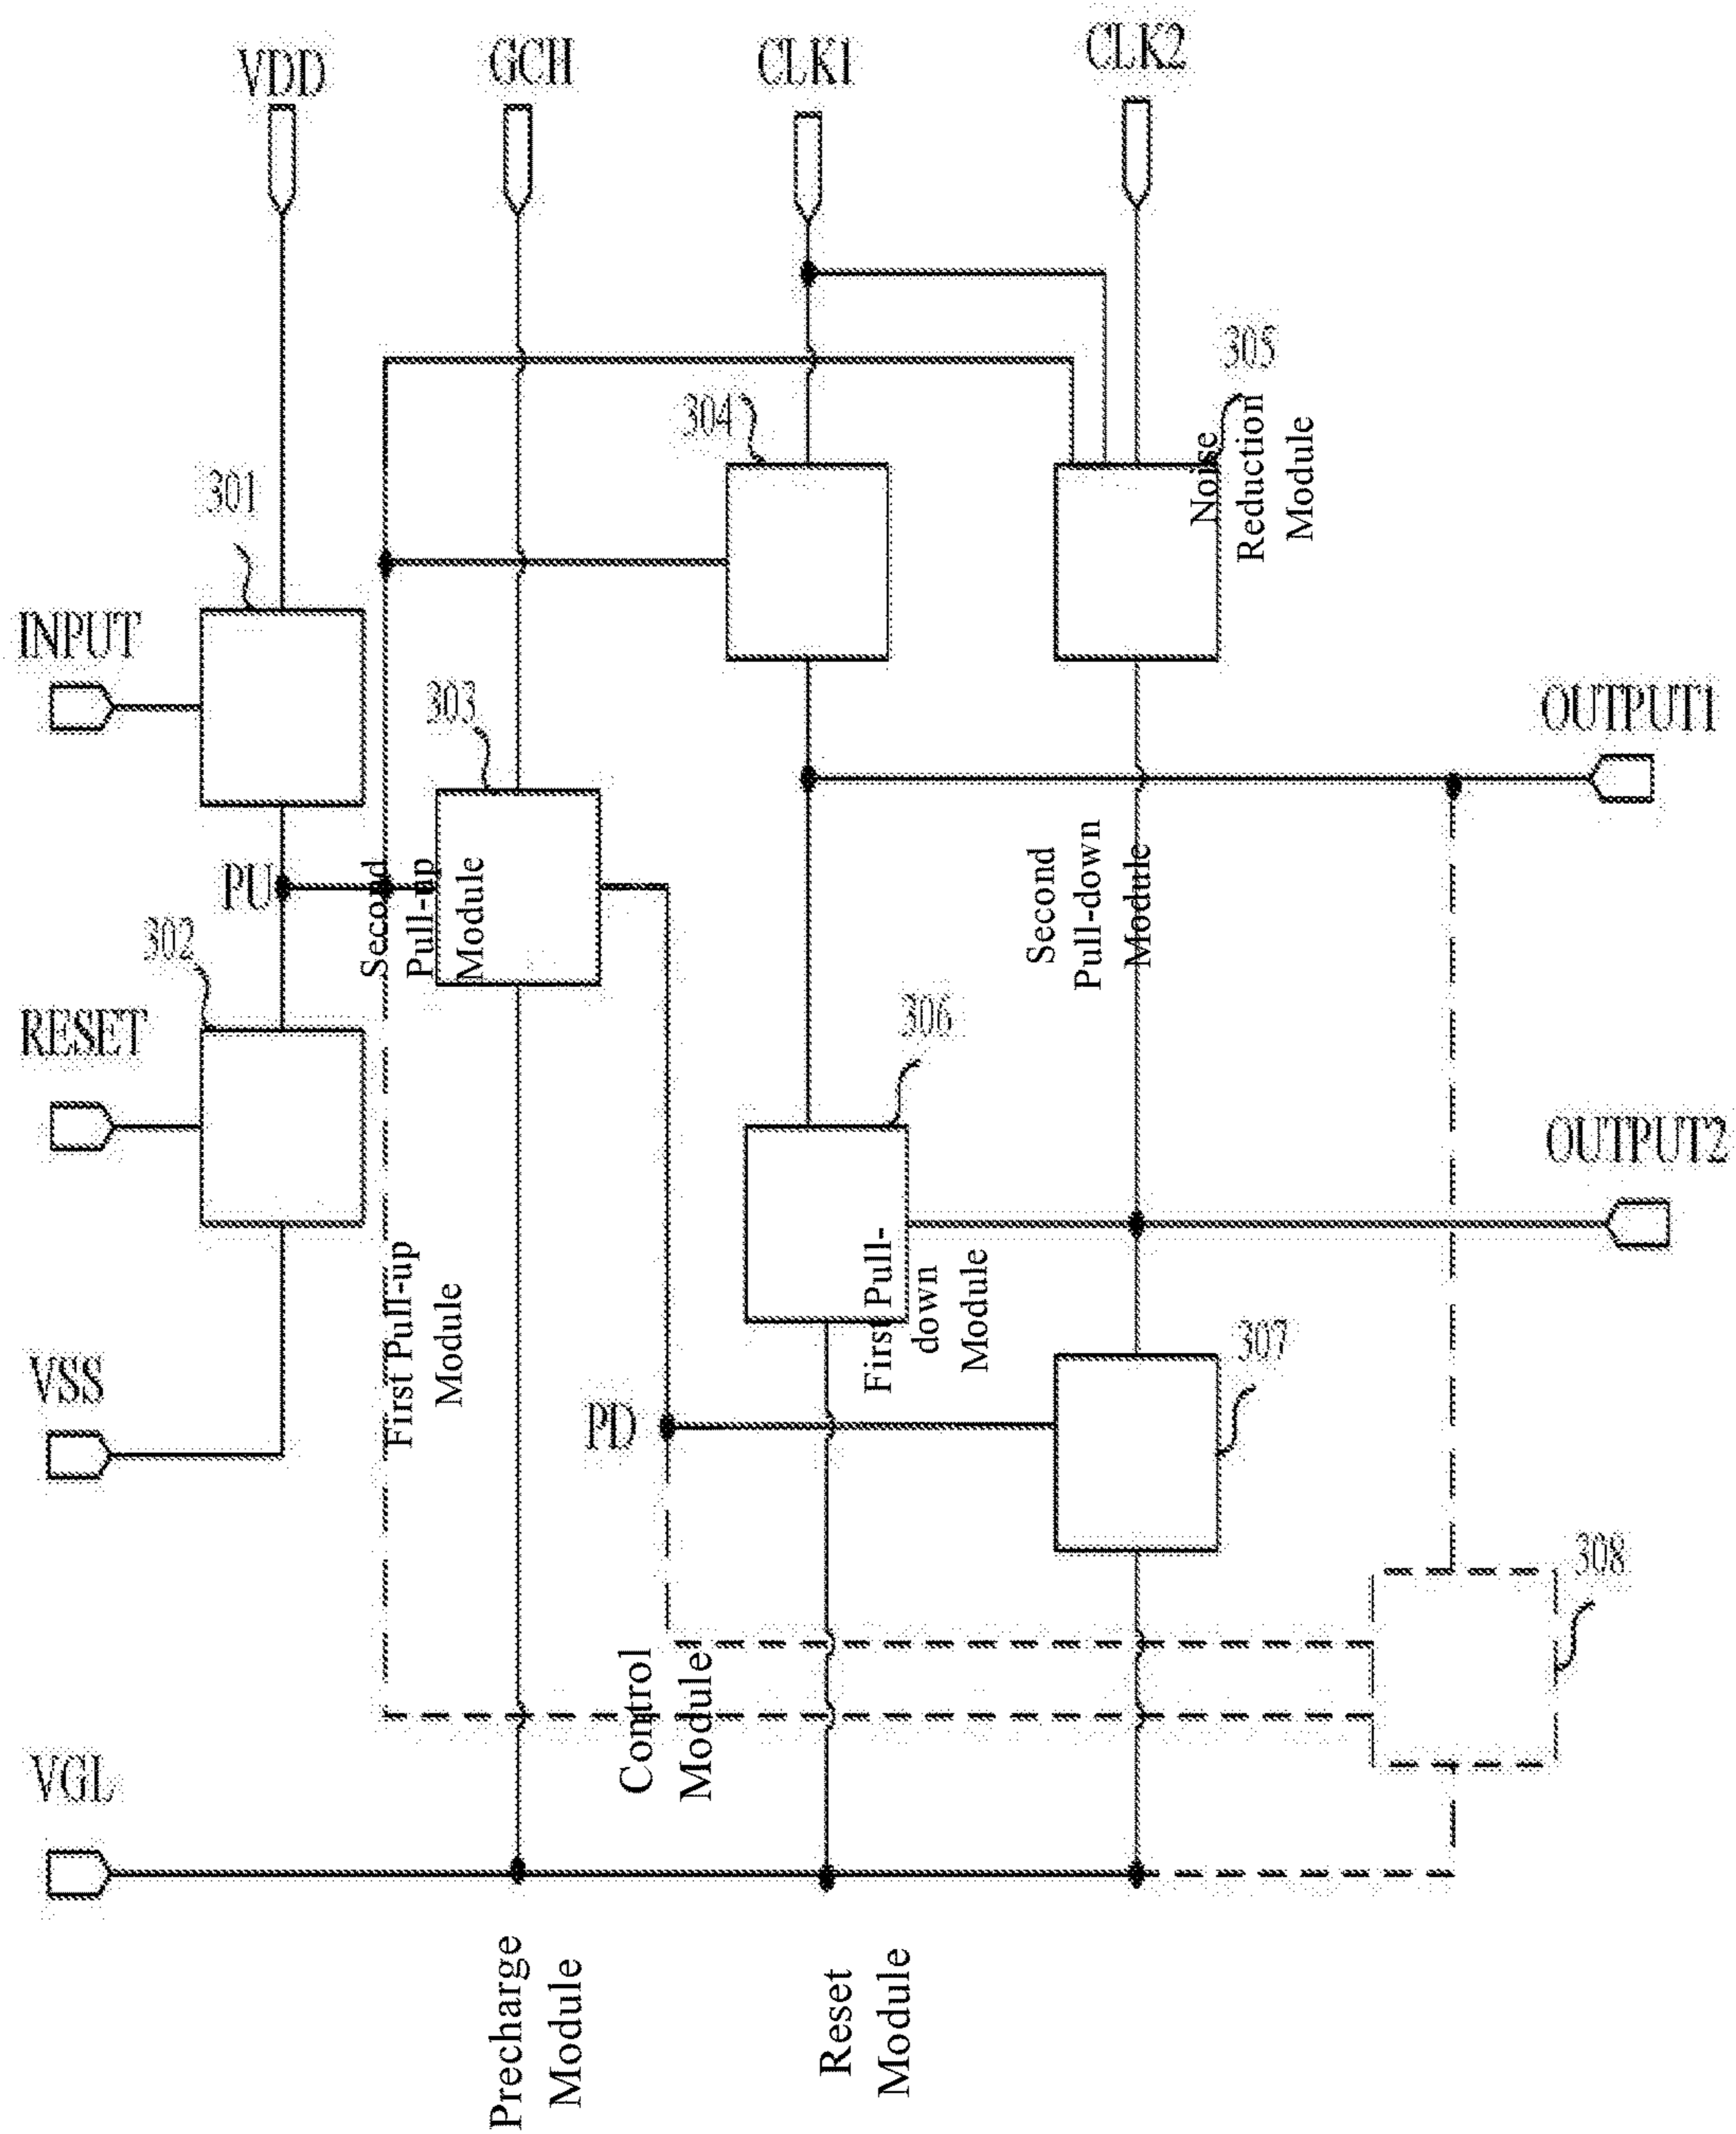 VDD
GCH
CLK1
CLK2
305
304
Noise
Reduction
Module
301
INPUT
303
OUTPUT1
PU
Second
Pull-up
Module
Second
Pull-down
Module
302
RESET
306
OUTPUT2
First Pull-up
Module
First Pull-
down
Module
307
VSS
PD
308
Control
Module
VGL
Precharge
Module
Reset
Module